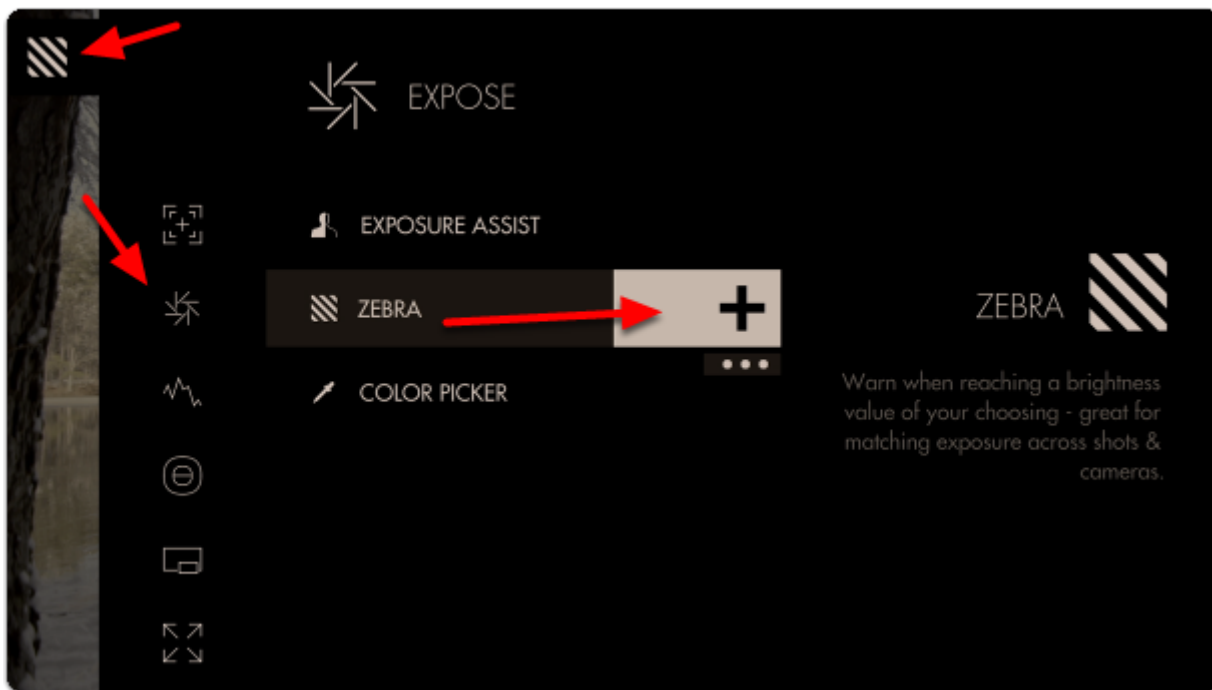 EXPOSE
EXPOSURE ASSIST
ZEBRA
COLOR PICKER
ZEBRA
Warn when reaching a brightness
value of your choosing - great for
matching exposure across shots &
cameras.